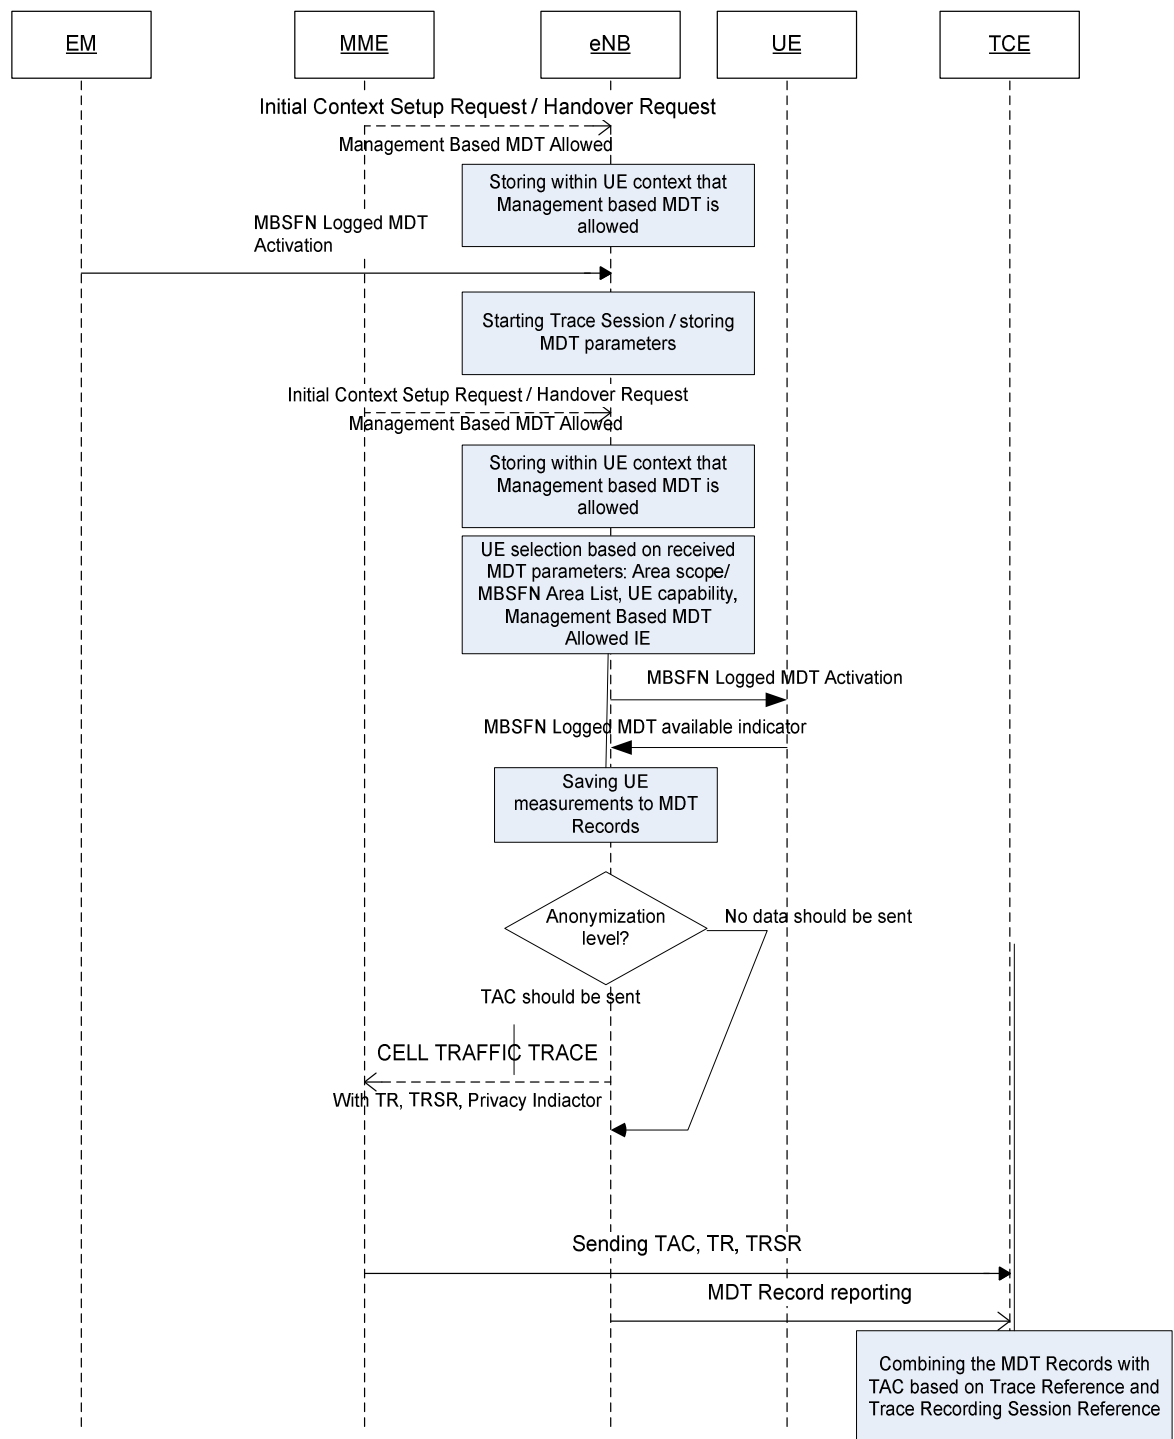 EM
MME
eNB
UE
TCE
Initial Context Setup Request / Handover Request
Management Based MDT Allowed
Storing within UE context that
Management based MDT is
allowed
MBSFN Logged MDT
Activation
Starting Trace Session / storing
MDT parameters
Initial Context Setup Request / Handover Request
Management Based MDT Allowed
Storing within UE context that
Management based MDT is
allowed
UE selection based on received
MDT parameters: Area scope/
MBSFN Area List, UE capability,
Management Based MDT
Allowed IE
MBSFN Logged MDT Activation
MBSFN Logged MDT available indicator
Saving UE
measurements to MDT
Records
Anonymization
level?
No data should be sent
TAC should be sent
CELL TRAFFIC TRACE
With TR, TRSR, Privacy Indiactor
Sending TAC, TR, TRSR
MDT Record reporting
Combining the MDT Records with
TAC based on Trace Reference and
Trace Recording Session Reference